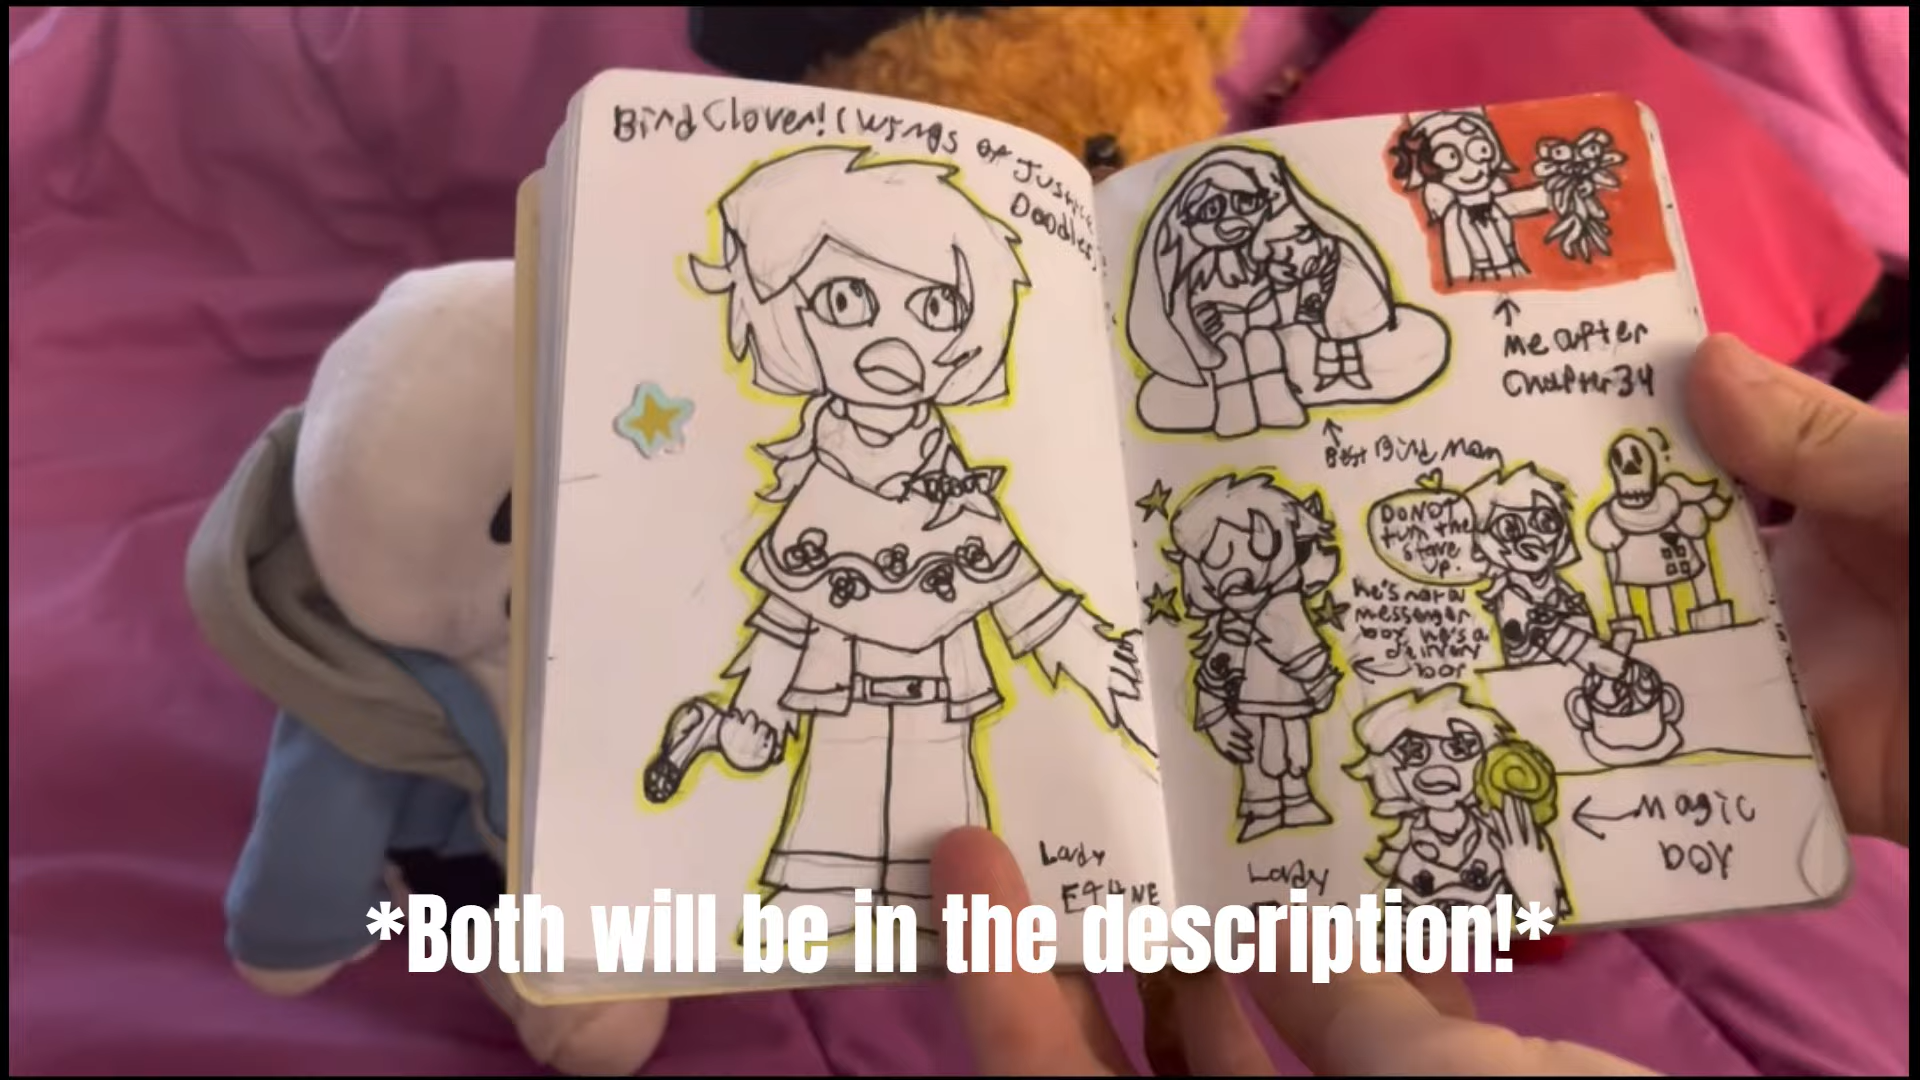 Bird Clover! (Wings of
Justice
Doodles)
Me after
Chapter 34
Best Bird Mom
DO NOT
turn the
stove
up.
he's not a
messenger
boy, he's a
delivery
boy
Magic
boy
Lady
Lady
*Both will be in the description!*